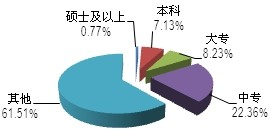 硕士及以上
0.77%
本科
7.13%
大专
8.23%
中专
22.36%
其他
61.51%